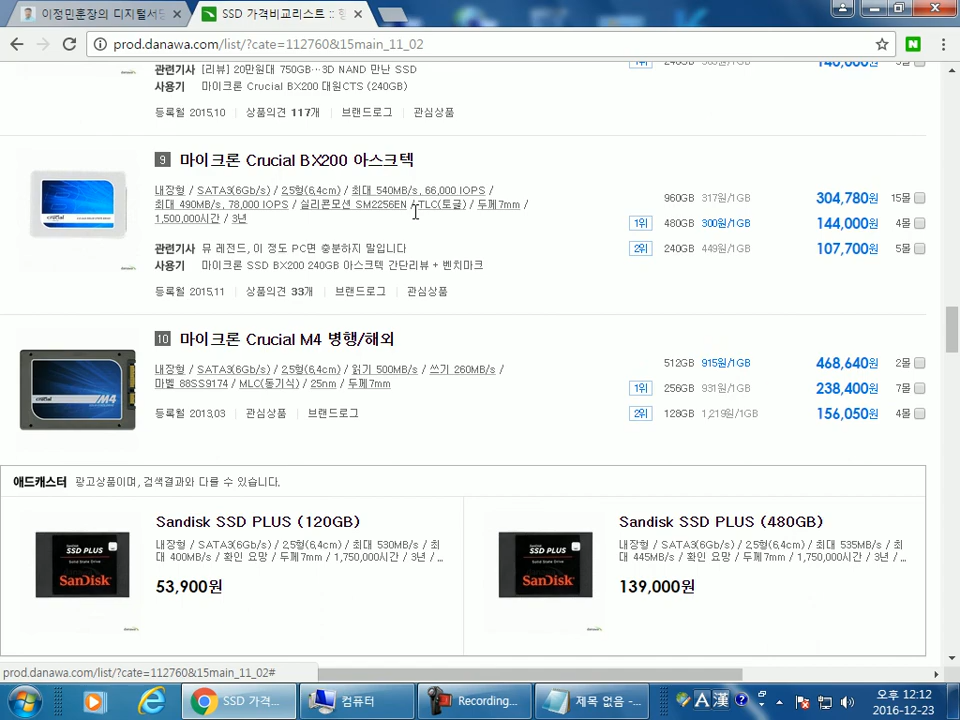 이정민훈장의 디지털서당
SSD 가격비교리스트 :: 형
prod.danawa.com/list/?cate=112760&15main_11_02
관련기사 [리뷰] 20만원대 750GB…3D NAND 만난 SSD
사용기 마이크론 Crucial BX200 대원CTS (240GB)
등록월 2015.10 상품의견 117개 브랜드로그 관심상품
1위 240GB
140,000원
9 마이크론 Crucial BX200 아스크텍
내장형 / SATA3(6Gb/s) / 2.5형(6.4cm) / 최대 540MB/s, 66,000 IOPS /
최대 490MB/s, 78,000 IOPS / 실리콘모션 SM2256EN / TLC(토글) / 두께7mm /
1,500,000시간 / 3년
960GB 317원/1GB 304,780원 15몰
1위 480GB 300원/1GB 144,000원 4몰
2위 240GB 449원/1GB 107,700원 5몰
관련기사 뮤 레전드, 이 정도 PC면 충분하지 말입니다
사용기 마이크론 SSD BX200 240GB 아스크텍 간단리뷰 + 벤치마크
등록월 2015.11 상품의견 33개 브랜드로그 관심상품
crucial
10 마이크론 Crucial M4 병행/해외
내장형 / SATA3(6Gb/s) / 2.5형(6.4cm) / 읽기 500MB/s / 쓰기 260MB/s /
마벨 88SS9174 / MLC(동기식) / 25nm / 두께7mm
등록월 2013.03 관심상품 브랜드로그
512GB 915원/1GB 468,640원 2몰
1위 256GB 931원/1GB 238,400원 7몰
2위 128GB 1,219원/1GB 156,050원 4몰
crucial
M4
애드캐스터 광고상품이며, 검색결과와 다를 수 있습니다.
Sandisk SSD PLUS (120GB)
내장형 / SATA3(6Gb/s) / 2.5형(6.4cm) / 최대 530MB/s / 최
대 400MB/s / 확인 요망 / 두께7mm / 1,750,000시간 / 3년 /...
53,900원
SSD PLUS
Solid State Drive
SanDisk
Sandisk SSD PLUS (480GB)
내장형 / SATA3(6Gb/s) / 2.5형(6.4cm) / 최대 535MB/s / 최
대 445MB/s / 확인 요망 / 두께7mm / 1,750,000시간 / 3년 /...
139,000원
SSD PLUS
Solid State Drive
SanDisk
prod.danawa.com/list/?cate=112760&15main_11_02#
SSD 가격...
컴퓨터
Recording...
제목 없음 -...
A 漢
오후 12:12
2016-12-23